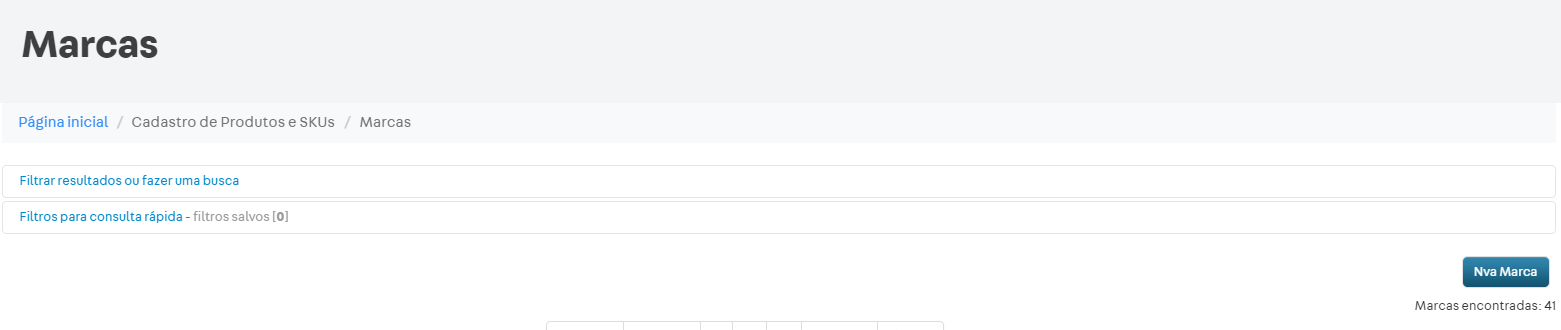 Marcas
Página inicial / Cadastro de Produtos e SKUs / Marcas
Filtrar resultados ou fazer uma busca
Filtros para consulta rápida - filtros salvos [0]
Nva Marca
Marcas encontradas: 41